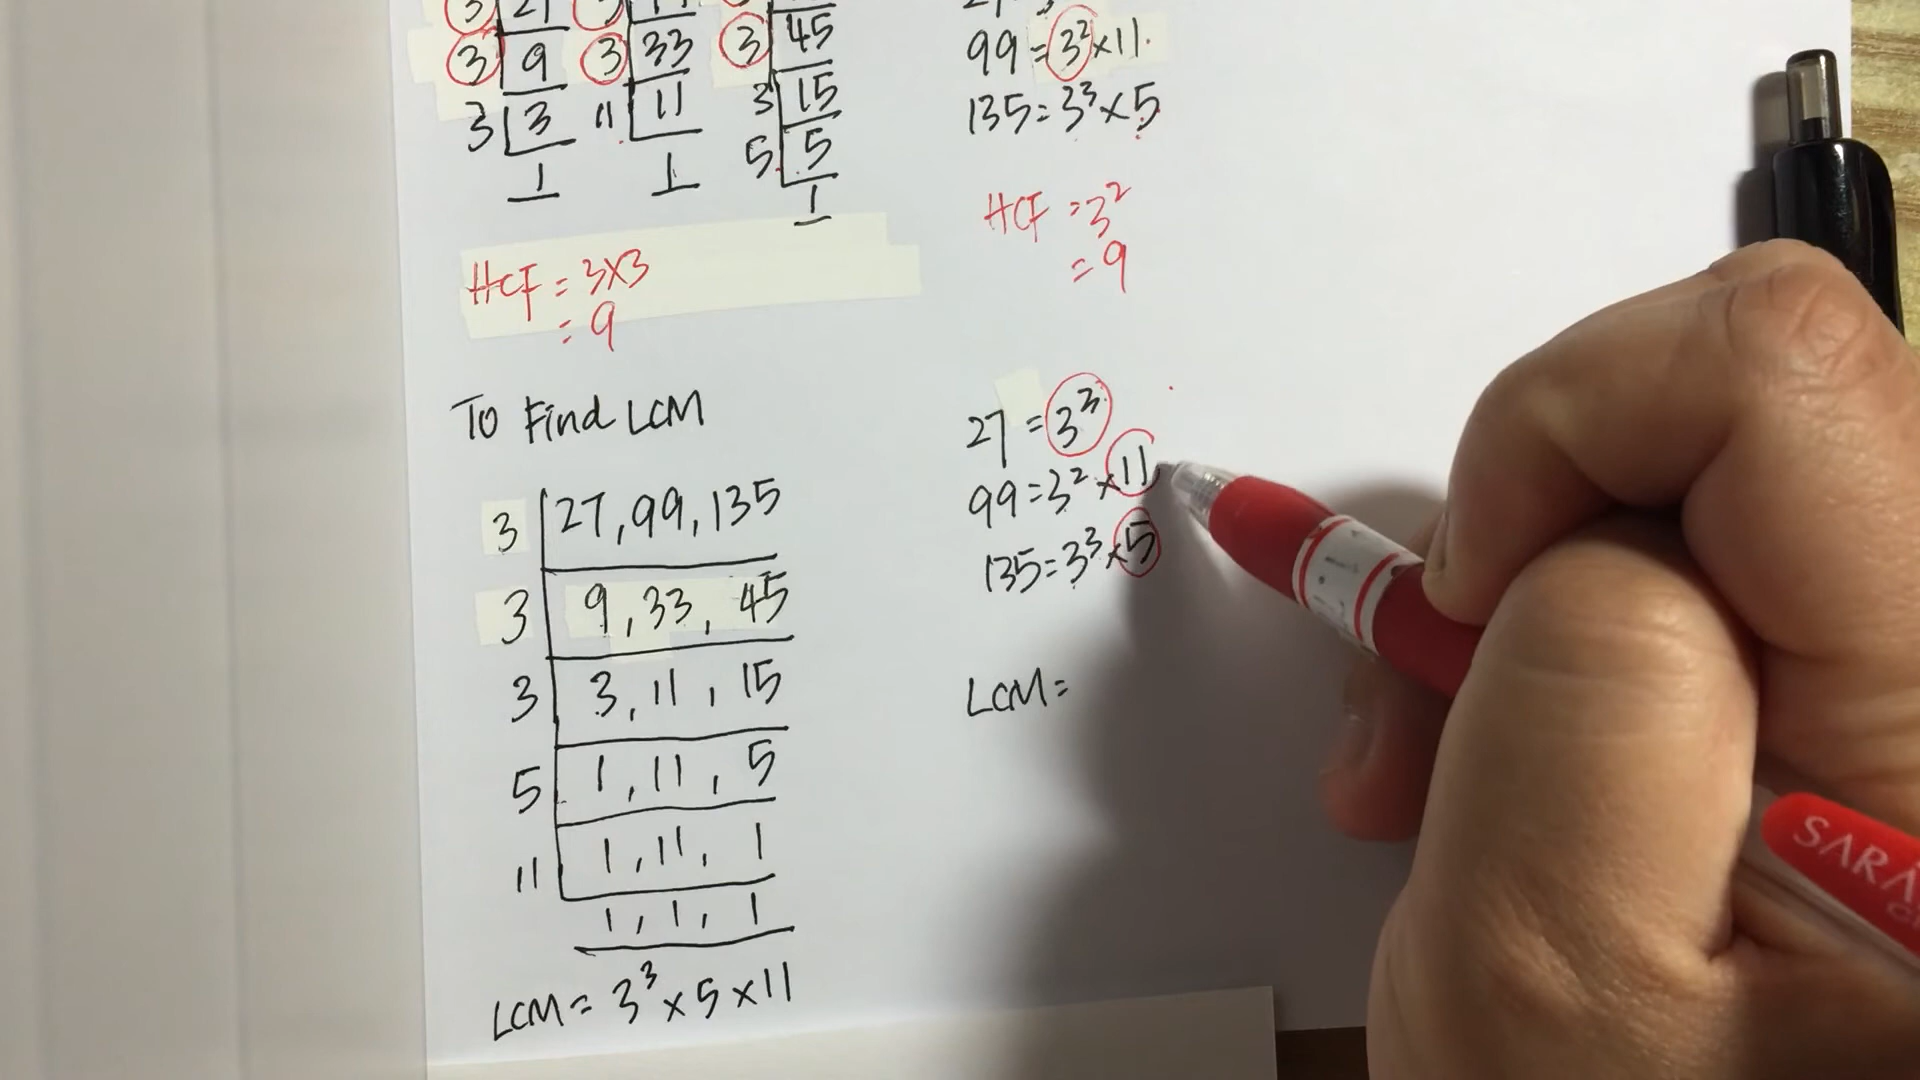 3 27 3
3 9 3 33 3 45
3 3 11 11 3 15
1 1 5 5
1
HCF = 3×3
= 9
99 = 3²×11
135 = 3³×5
HCF = 3²
= 9
To Find LCM
3 27, 99, 135
3 9, 33, 45
3 3, 11, 15
5 1, 11, 5
11 1, 11, 1
1, 1, 1
LCM = 3³×5×11
27 = 3³
99 = 3²×11
135 = 3³×5
LCM =